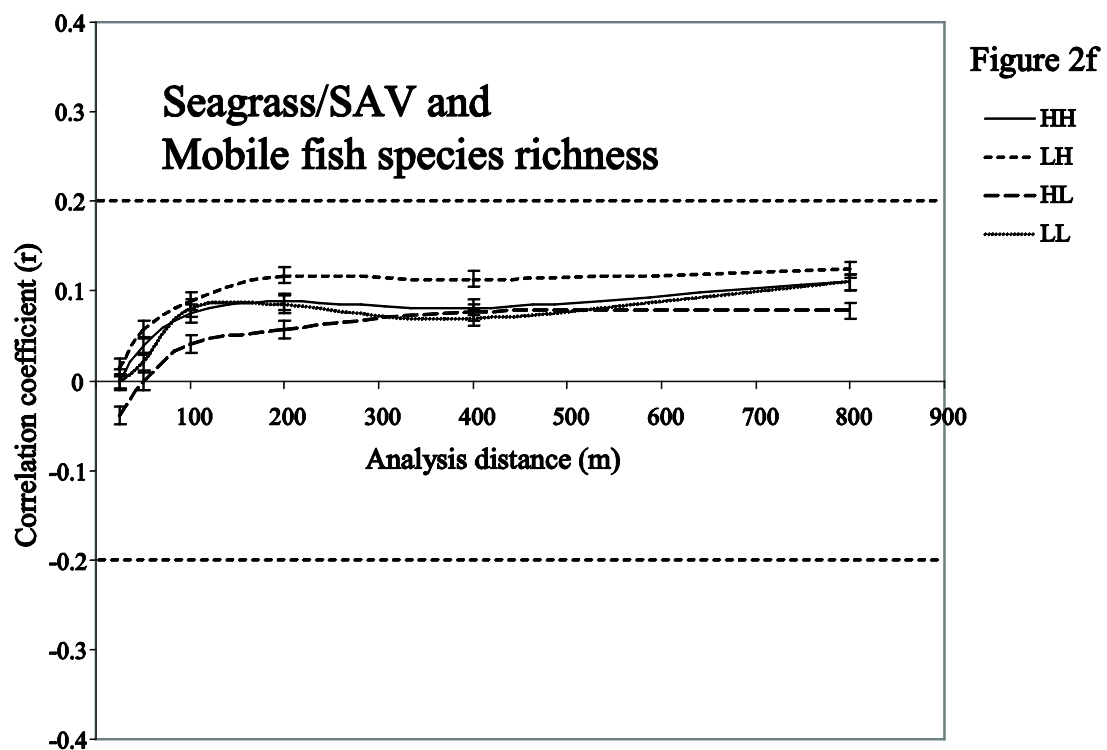 Figure 2f
Seagrass/SAV and
Mobile fish species richness
HH
LH
HL
LL
Correlation coefficient (r)
0.4
0.3
0.2
0.1
0
-0.1
-0.2
-0.3
-0.4
100 200 300 400 500 600 700 800 900
Analysis distance (m)